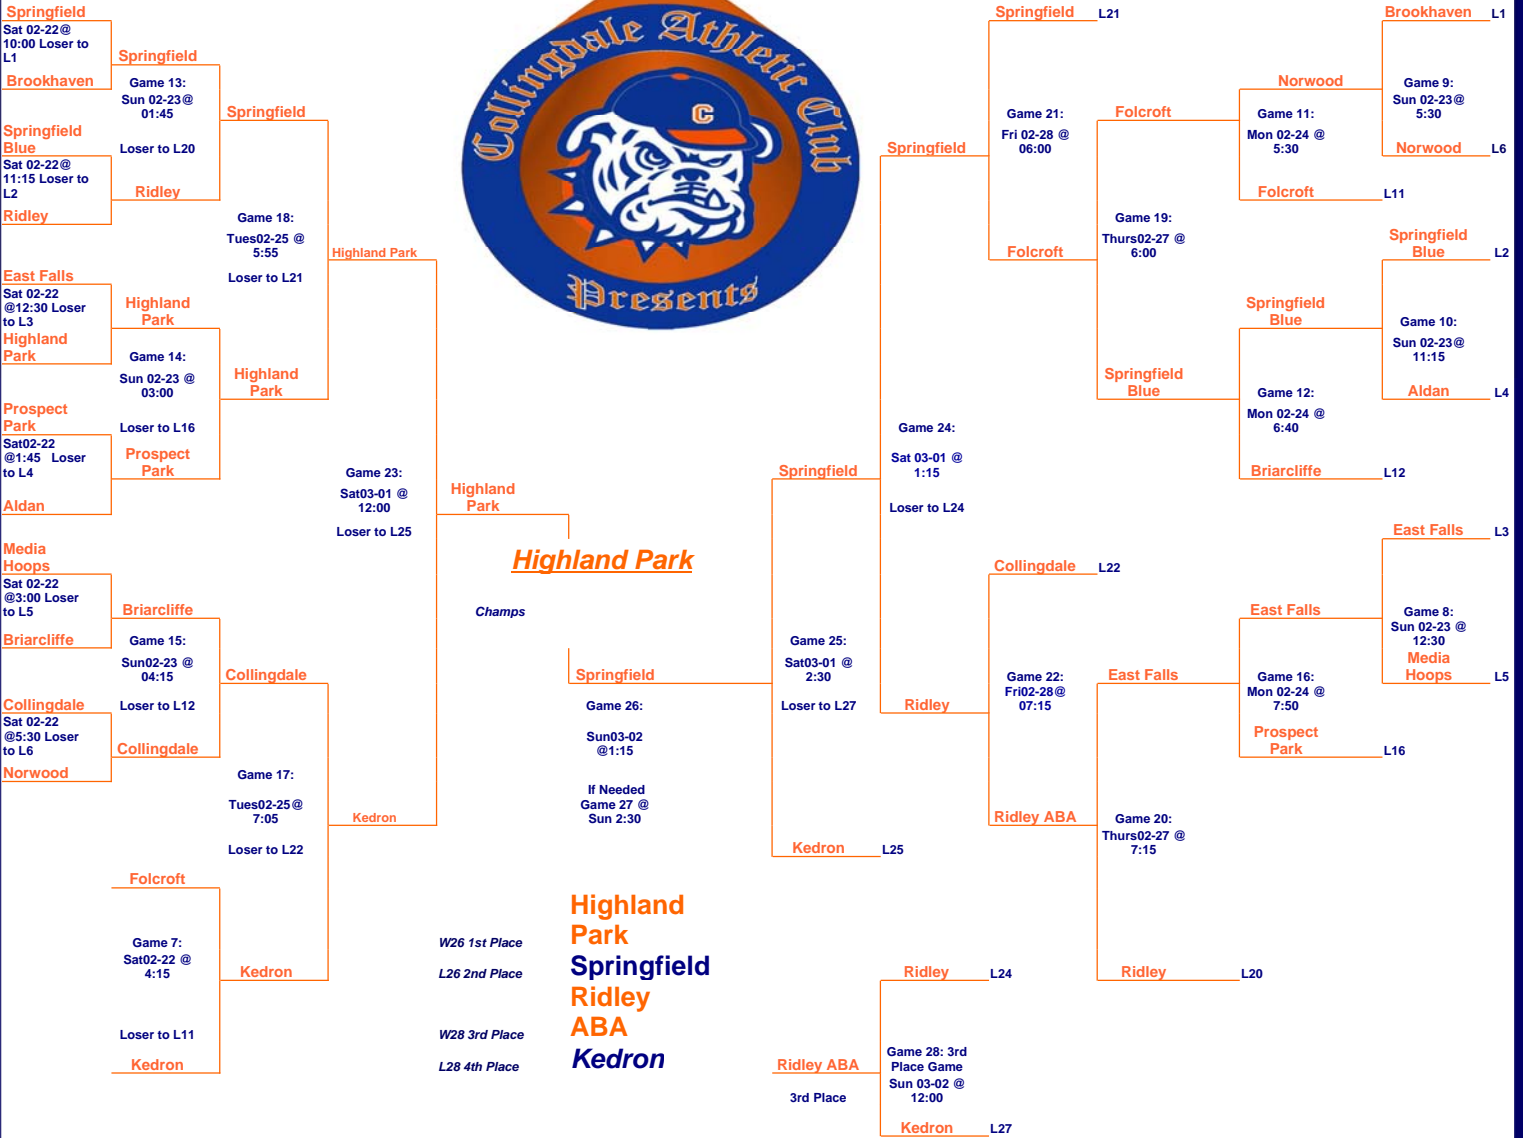 Springfield
Sat 02-22@
10:00 Loser to
L1
Brookhaven
Springfield
Blue
Sat 02-22@
11:15 Loser to
L2
Ridley
East Falls
Sat 02-22
@12:30 Loser
to L3
Highland
Park
Prospect
Park
Sat02-22
@1:45 Loser
to L4
Aldan
Media
Hoops
Sat 02-22
@3:00 Loser
to L5
Briarcliffe
Collingdale
Sat 02-22
@5:30 Loser
to L6
Norwood
Springfield
Game 13:
Sun 02-23@
01:45
Loser to L20
Ridley
Highland
Park
Game 14:
Sun 02-23 @
03:00
Loser to L16
Prospect
Park
Briarcliffe
Game 15:
Sun02-23 @
04:15
Loser to L12
Collingdale
Folcroft
Game 7:
Sat02-22 @
4:15
Loser to L11
Kedron
Springfield
Game 18:
Tues02-25 @
5:55
Loser to L21
Highland
Park
Collingdale
Game 17:
Tues02-25@
7:05
Loser to L22
Kedron
Highland Park
Game 23:
Sat03-01 @
12:00
Loser to L25
Kedron
Highland
Park
Collingdale Athletic Club
C
Presents
Highland Park
Champs
Springfield
Game 26:
Sun03-02
@1:15
If Needed
Game 27 @
Sun 2:30
W26 1st Place
L26 2nd Place
W28 3rd Place
L28 4th Place
Highland
Park
Springfield
Ridley
ABA
Kedron
Springfield
Game 25:
Sat03-01 @
2:30
Loser to L27
Kedron L25
Springfield
Game 24:
Sat 03-01 @
1:15
Loser to L24
Ridley
Ridley L24
Ridley ABA
3rd Place
Game 28: 3rd
Place Game
Sun 03-02 @
12:00
Kedron L27
Springfield L21
Game 21:
Fri 02-28 @
06:00
Folcroft
Collingdale L22
Game 22:
Fri02-28@
07:15
Ridley ABA
Folcroft
Game 19:
Thurs02-27 @
6:00
Springfield
Blue
East Falls
Game 20:
Thurs02-27 @
7:15
Ridley L20
Norwood
Game 11:
Mon 02-24 @
5:30
Folcroft L11
Springfield
Blue
Game 12:
Mon 02-24 @
6:40
Briarcliffe L12
East Falls
Game 16:
Mon 02-24 @
7:50
Prospect
Park L16
Brookhaven L1
Game 9:
Sun 02-23@
5:30
Norwood L6
Springfield
Blue L2
Game 10:
Sun 02-23@
11:15
Aldan L4
East Falls L3
Game 8:
Sun 02-23 @
12:30
Media
Hoops L5